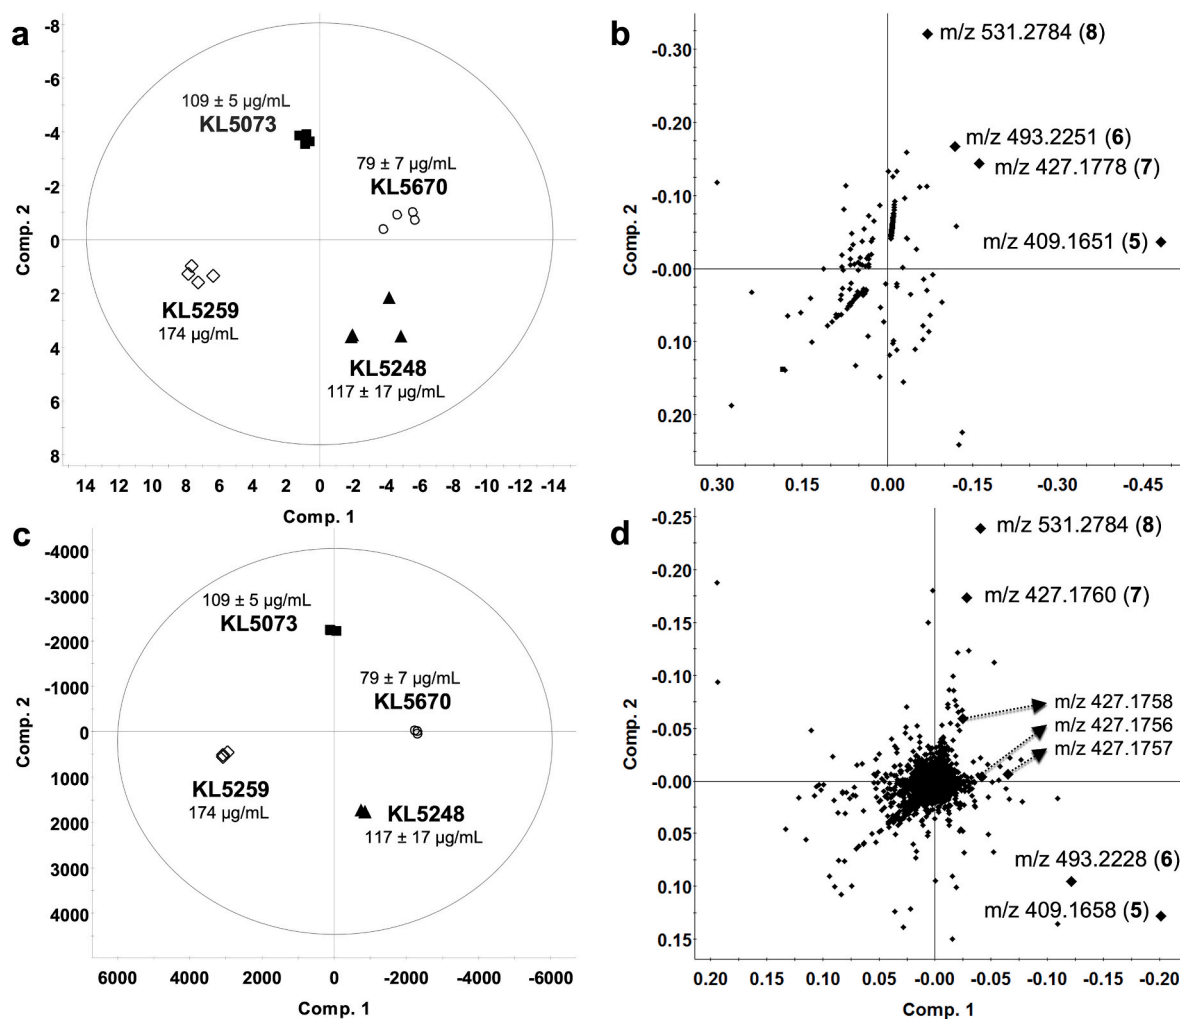 a
-8
-6
-4
-2
0
2
4
6
8
Comp. 2
109 ± 5 µg/mL
KL5073
79 ± 7 µg/mL
KL5670
KL5259
174 µg/mL
KL5248
117 ± 17 µg/mL
14 12 10 8 6 4 2 0 -2 -4 -6 -8 -10 -12 -14
Comp. 1
b
-0.30
-0.20
-0.10
-0.00
0.10
0.20
Comp. 2
m/z 531.2784 (8)
m/z 493.2251 (6)
m/z 427.1778 (7)
m/z 409.1651 (5)
0.30 0.15 0.00 -0.15 -0.30 -0.45
c
-4000
-3000
-2000
-1000
0
1000
2000
3000
4000
Comp. 2
109 ± 5 µg/mL
KL5073
79 ± 7 µg/mL
KL5670
KL5259
174 µg/mL
KL5248
117 ± 17 µg/mL
6000 4000 2000 0 -2000 -4000 -6000
Comp. 1
d
-0.25
-0.20
-0.15
-0.10
-0.05
-0.00
0.05
0.10
0.15
Comp. 2
m/z 531.2784 (8)
m/z 427.1760 (7)
m/z 427.1758
m/z 427.1756
m/z 427.1757
m/z 493.2228 (6)
m/z 409.1658 (5)
0.20 0.15 0.10 0.05 -0.00 -0.05 -0.10 -0.15 -0.20
Comp. 1